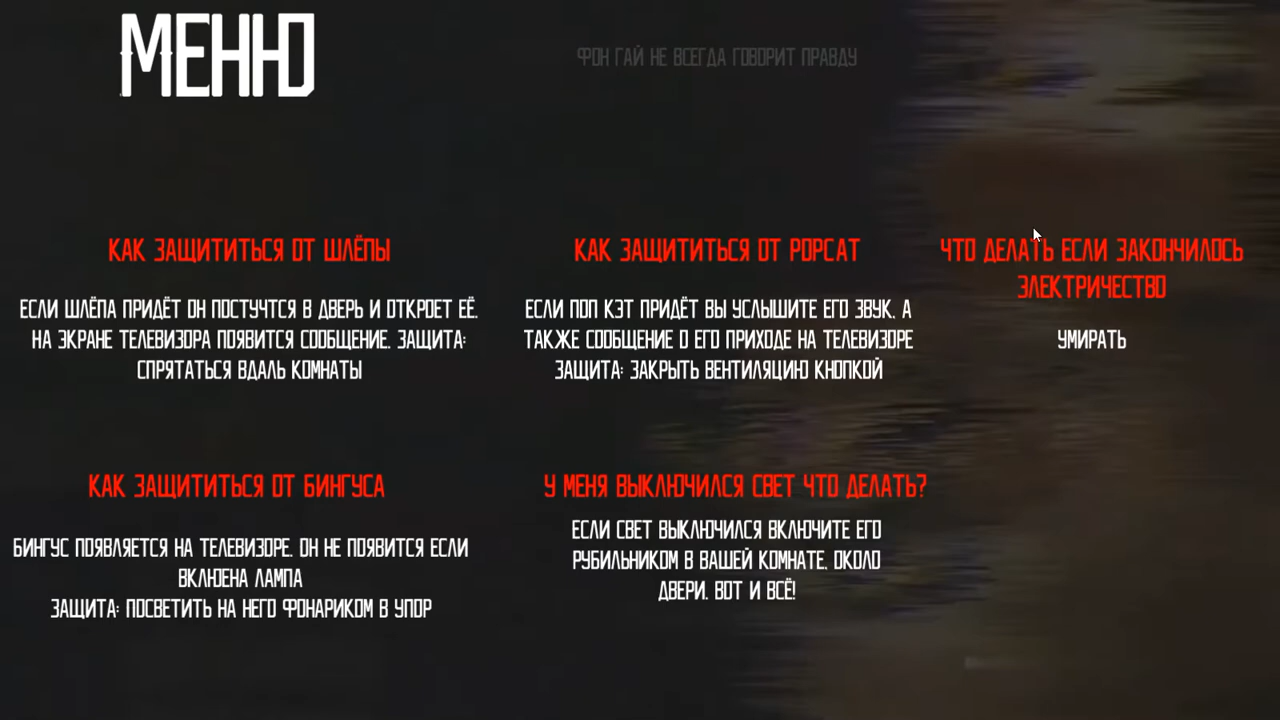 МЕНЮ
ФОН ГАЙ НЕ ВСЕГДА ГОВОРИТ ПРАВДУ
КАК ЗАЩИТИТЬСЯ ОТ ШЛЁПЫ
ЕСЛИ ШЛЁПА ПРИДЁТ ОН ПОСТУЧТСЯ В ДВЕРЬ И ОТКРОЕТ ЕЁ.
НА ЭКРАНЕ ТЕЛЕВИЗОРА ПОЯВИТСЯ СООБЩЕНИЕ. ЗАЩИТА:
СПРЯТАТЬСЯ ВДАЛЬ КОМНАТЫ
КАК ЗАЩИТИТЬСЯ ОТ POPCAT
ЕСЛИ ПОП КЭТ ПРИДЁТ ВЫ УСЛЫШИТЕ ЕГО ЗВУК. А
ТАКЖЕ СООБЩЕНИЕ О ЕГО ПРИХОДЕ НА ТЕЛЕВИЗОРЕ
ЗАЩИТА: ЗАКРЫТЬ ВЕНТИЛЯЦИЮ КНОПКОЙ
ЧТО ДЕЛАТЬ ЕСЛИ ЗАКОНЧИЛОСЬ
ЭЛЕКТРИЧЕСТВО
УМИРАТЬ
КАК ЗАЩИТИТЬСЯ ОТ БИНГУСА
БИНГУС ПОЯВЛЯЕТСЯ НА ТЕЛЕВИЗОРЕ. ОН НЕ ПОЯВИТСЯ ЕСЛИ
ВКЛЮЕНА ЛАМПА
ЗАЩИТА: ПОСВЕТИТЬ НА НЕГО ФОНАРИКОМ В УПОР
У МЕНЯ ВЫКЛЮЧИЛСЯ СВЕТ ЧТО ДЕЛАТЬ?
ЕСЛИ СВЕТ ВЫКЛЮЧИЛСЯ ВКЛЮЧИТЕ ЕГО
РУБИЛЬНИКОМ В ВАШЕЙ КОМНАТЕ. ОКОЛО
ДВЕРИ. ВОТ И ВСЁ!